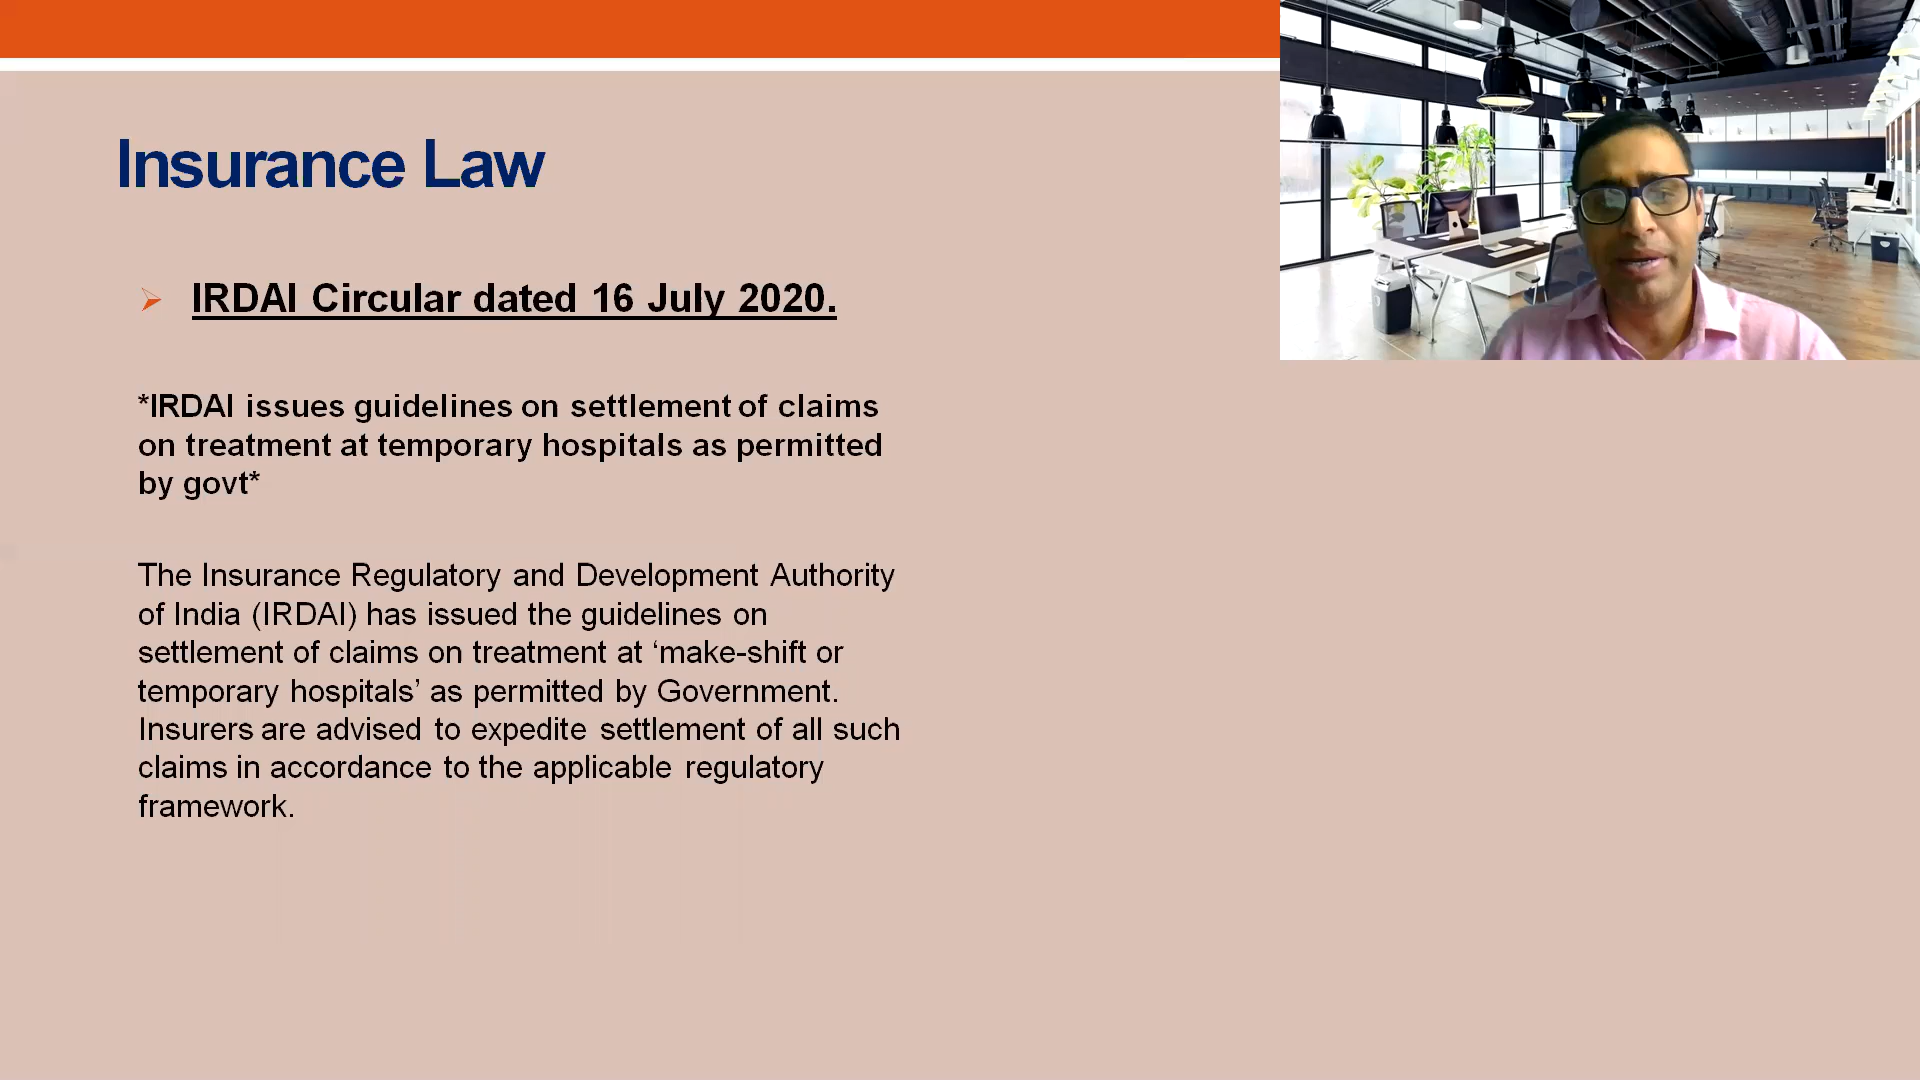 Insurance Law
IRDAI Circular dated 16 July 2020.
*IRDAI issues guidelines on settlement of claims
on treatment at temporary hospitals as permitted
by govt*
The Insurance Regulatory and Development Authority
of India (IRDAI) has issued the guidelines on
settlement of claims on treatment at ‘make-shift or
temporary hospitals’ as permitted by Government.
Insurers are advised to expedite settlement of all such
claims in accordance to the applicable regulatory
framework.